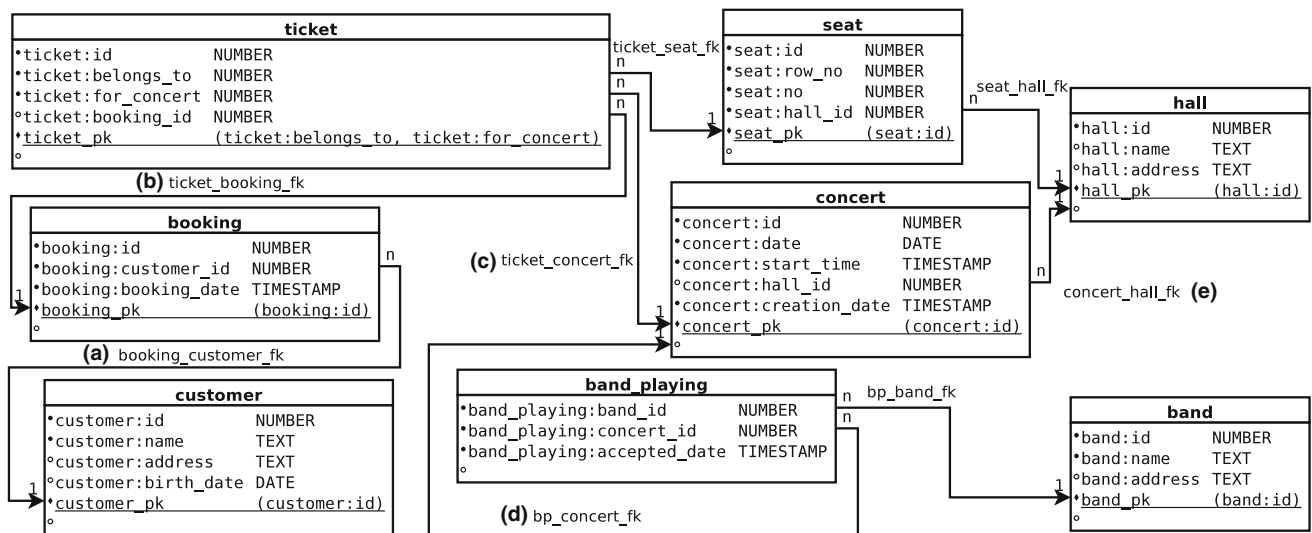 ticket
ticket:id NUMBER
ticket:belongs_to NUMBER
ticket:for_concert NUMBER
ticket:booking_id NUMBER
ticket_pk (ticket:belongs_to, ticket:for_concert)
n
n
n
ticket_seat_fk
1
seat
seat:id NUMBER
seat:row_no NUMBER
seat:no NUMBER
seat:hall_id NUMBER
seat_pk (seat:id)
seat_hall_fk
n
1
1
hall
hall:id NUMBER
hall:name TEXT
hall:address TEXT
hall_pk (hall:id)
(b) ticket_booking_fk
1
booking
booking:id NUMBER
booking:customer_id NUMBER
booking:booking_date TIMESTAMP
booking_pk (booking:id)
n
(c) ticket_concert_fk
1
1
concert
concert:id NUMBER
concert:date DATE
concert:start_time TIMESTAMP
concert:hall_id NUMBER
concert:creation_date TIMESTAMP
concert_pk (concert:id)
n
concert_hall_fk (e)
(a) booking_customer_fk
1
customer
customer:id NUMBER
customer:name TEXT
customer:address TEXT
customer:birth_date DATE
customer_pk (customer:id)
band_playing
band_playing:band_id NUMBER
band_playing:concert_id NUMBER
band_playing:accepted_date TIMESTAMP
n
n
bp_band_fk
(d) bp_concert_fk
1
band
band:id NUMBER
band:name TEXT
band:address TEXT
band_pk (band:id)